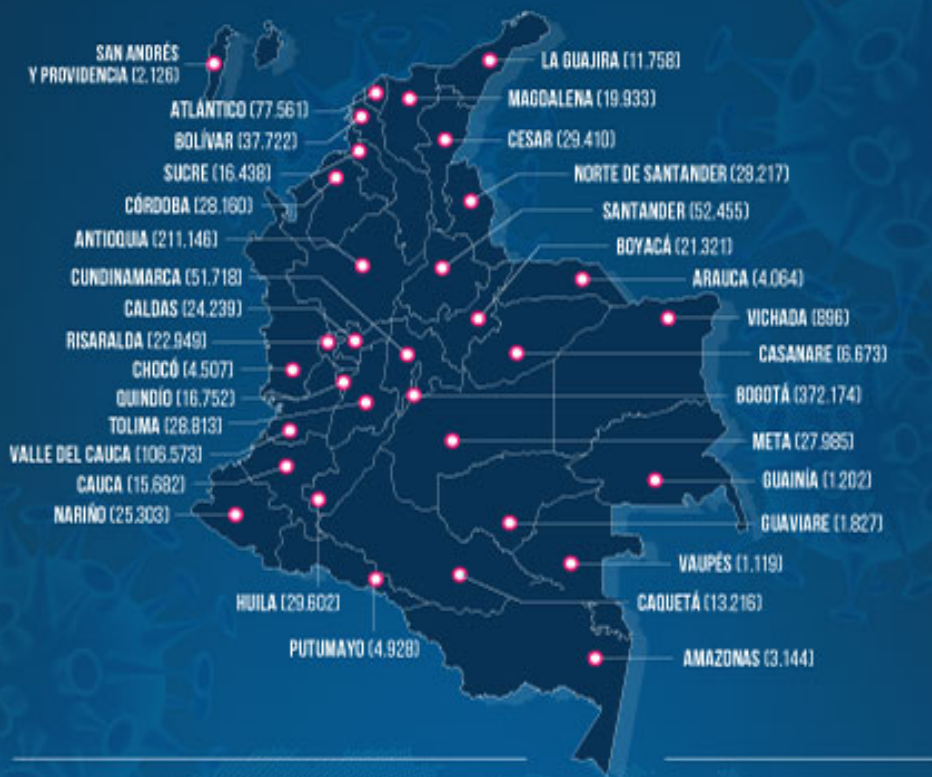 SAN ANDRÉS
Y PROVIDENCIA (2.126)
ATLÁNTICO (77.561)
BOLÍVAR (37.722)
SUCRE (16.438)
CÓRDOBA (28.160)
ANTIOQUIA (211.146)
CUNDINAMARCA (51.718)
CALDAS (24.239)
RISARALDA (22.949)
CHOCÓ (4.507)
QUINDÍO (16.752)
TOLIMA (28.813)
VALLE DEL CAUCA (106.573)
CAUCA (15.682)
NARIÑO (25.303)
HUILA (29.602)
PUTUMAYO (4.928)
LA GUAJIRA (11.758)
MAGDALENA (19.933)
CESAR (29.410)
NORTE DE SANTANDER (28.217)
SANTANDER (52.455)
BOYACÁ (21.321)
ARAUCA (4.064)
VICHADA (896)
CASANARE (6.673)
BOGOTÁ (372.174)
META (27.985)
GUAINÍA (1.202)
GUAVIARE (1.827)
VAUPÉS (1.119)
CAQUETÁ (13.216)
AMAZONAS (3.144)